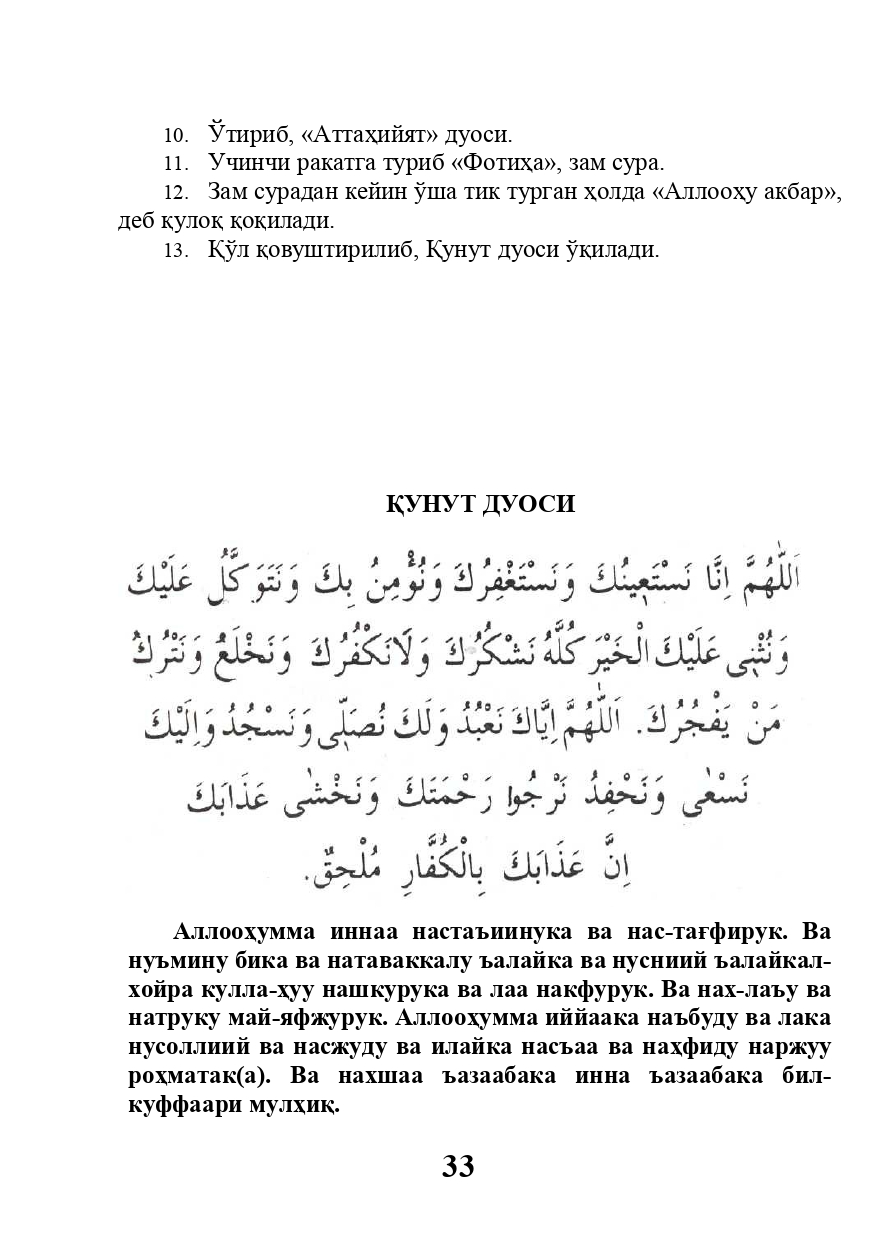 10. Ўтириб, «Аттаҳийят» дуоси.
11. Учинчи ракатга туриб «Фотиҳа», зам сура.
12. Зам сурадан кейин ўша тик турган ҳолда «Аллооҳу акбар»,
деб қулоқ қоқилади.
13. Қўл қовуштирилиб, Қунут дуоси ўқилади.
ҚУНУТ ДУОСИ
اَللّٰهُمَّ اِنَّا نَسْتَعِينُكَ وَنَسْتَغْفِرُكَ وَنُؤْمِنُ بِكَ وَنَتَوَكَّلُ عَلَيْكَ
وَنُثْنِى عَلَيْكَ الْخَيْرَ كُلَّهُ نَشْكُرُكَ وَلَانَكْفُرُكَ وَنَخْلَعُ وَنَتْرُكُ
مَنْ يَفْجُرُكَ. اَللّٰهُمَّ اِيَّاكَ نَعْبُدُ وَلَكَ نُصَلِّى وَنَسْجُدُ وَاِلَيْكَ
نَسْعٰى وَنَحْفِدُ نَرْجُوا رَحْمَتَكَ وَنَخْشٰى عَذَابَكَ
اِنَّ عَذَابَكَ بِالْكُفَّارِ مُلْحِقٌ.
Аллооҳумма иннаа настаъиинука ва нас-тағфирук. Ва
нуъмину бика ва натаваккалу ъалайка ва нусниий ъалайкал-
хойра кулла-ҳуу нашкурука ва лаа накфурук. Ва нах-лаъу ва
натруку май-яфжурук. Аллооҳумма иййаака наъбуду ва лака
нусоллиий ва насжуду ва илайка насъаа ва наҳфиду наржуу
роҳматак(а). Ва нахшаа ъазаабака инна ъазаабака бил-
куффаари мулҳиқ.
33